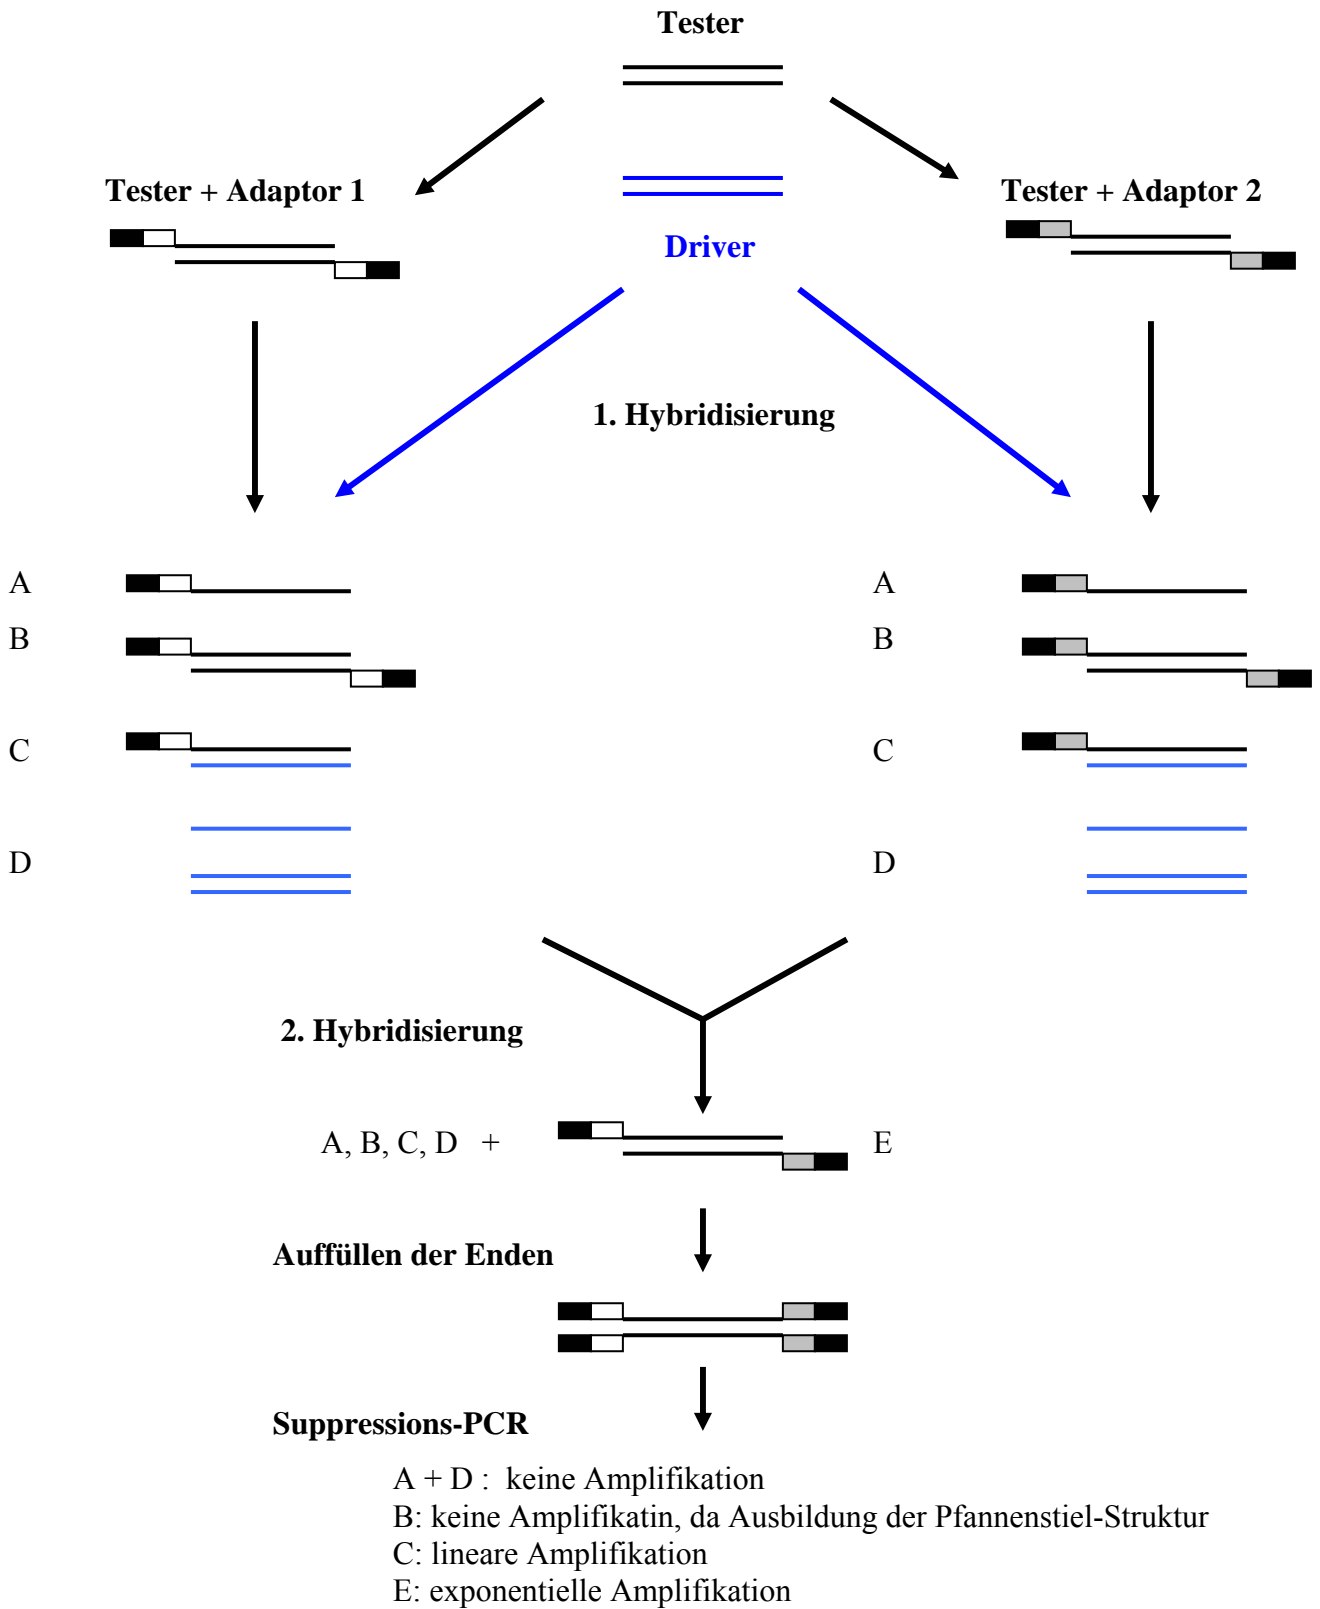 Tester
Tester + Adaptor 1
Tester + Adaptor 2
Driver
1. Hybridisierung
A
A
B
B
C
C
D
D
2. Hybridisierung
A, B, C, D +
E
Auffüllen der Enden
Suppressions-PCR
A + D : keine Amplifikation
B: keine Amplifikatin, da Ausbildung der Pfannenstiel-Struktur
C: lineare Amplifikation
E: exponentielle Amplifikation